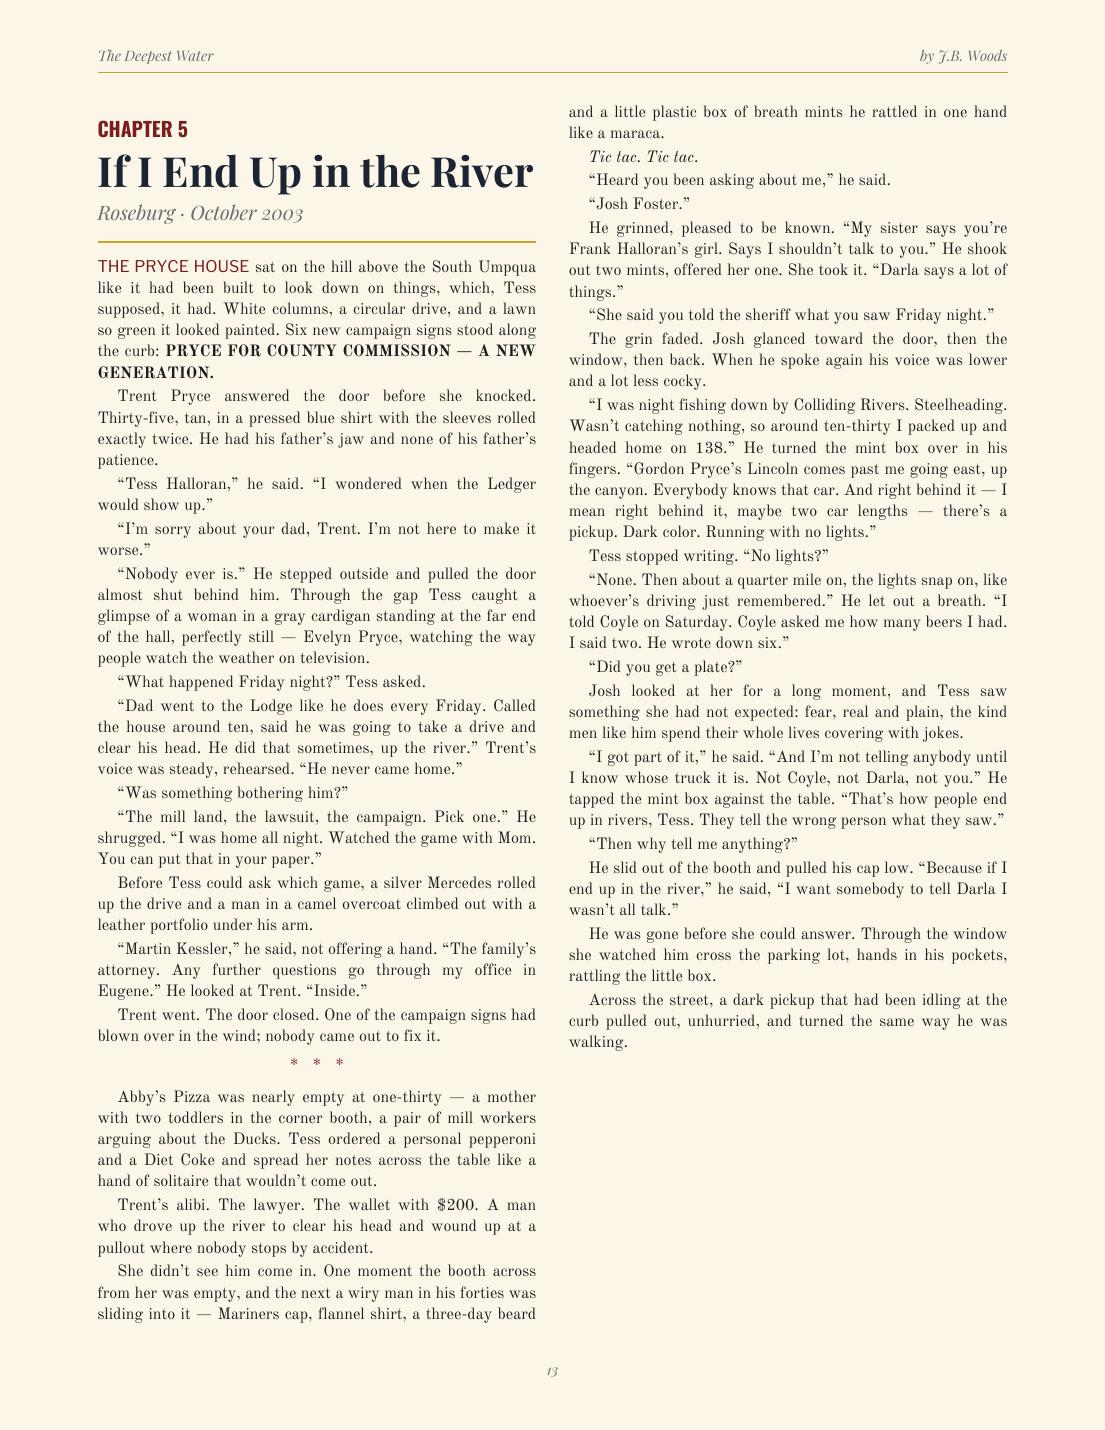 The Deepest Water
by J.B. Woods
CHAPTER 5
If I End Up in the River
Roseburg · October 2003
THE PRYCE HOUSE sat on the hill above the South Umpqua
like it had been built to look down on things, which, Tess
supposed, it had. White columns, a circular drive, and a lawn
so green it looked painted. Six new campaign signs stood along
the curb: PRYCE FOR COUNTY COMMISSION — A NEW
GENERATION.
Trent Pryce answered the door before she knocked.
Thirty-five, tan, in a pressed blue shirt with the sleeves rolled
exactly twice. He had his father’s jaw and none of his father’s
patience.
“Tess Halloran,” he said. “I wondered when the Ledger
would show up.”
“I’m sorry about your dad, Trent. I’m not here to make it
worse.”
“Nobody ever is.” He stepped outside and pulled the door
almost shut behind him. Through the gap Tess caught a
glimpse of a woman in a gray cardigan standing at the far end
of the hall, perfectly still — Evelyn Pryce, watching the way
people watch the weather on television.
“What happened Friday night?” Tess asked.
“Dad went to the Lodge like he does every Friday. Called
the house around ten, said he was going to take a drive and
clear his head. He did that sometimes, up the river.” Trent’s
voice was steady, rehearsed. “He never came home.”
“Was something bothering him?”
“The mill land, the lawsuit, the campaign. Pick one.” He
shrugged. “I was home all night. Watched the game with Mom.
You can put that in your paper.”
Before Tess could ask which game, a silver Mercedes rolled
up the drive and a man in a camel overcoat climbed out with a
leather portfolio under his arm.
“Martin Kessler,” he said, not offering a hand. “The family’s
attorney. Any further questions go through my office in
Eugene.” He looked at Trent. “Inside.”
Trent went. The door closed. One of the campaign signs had
blown over in the wind; nobody came out to fix it.
* * *
Abby’s Pizza was nearly empty at one-thirty — a mother
with two toddlers in the corner booth, a pair of mill workers
arguing about the Ducks. Tess ordered a personal pepperoni
and a Diet Coke and spread her notes across the table like a
hand of solitaire that wouldn’t come out.
Trent’s alibi. The lawyer. The wallet with $200. A man
who drove up the river to clear his head and wound up at a
pullout where nobody stops by accident.
She didn’t see him come in. One moment the booth across
from her was empty, and the next a wiry man in his forties was
sliding into it — Mariners cap, flannel shirt, a three-day beard
and a little plastic box of breath mints he rattled in one hand
like a maraca.
Tic tac. Tic tac.
“Heard you been asking about me,” he said.
“Josh Foster.”
He grinned, pleased to be known. “My sister says you’re
Frank Halloran’s girl. Says I shouldn’t talk to you.” He shook
out two mints, offered her one. She took it. “Darla says a lot of
things.”
“She said you told the sheriff what you saw Friday night.”
The grin faded. Josh glanced toward the door, then the
window, then back. When he spoke again his voice was lower
and a lot less cocky.
“I was night fishing down by Colliding Rivers. Steelheading.
Wasn’t catching nothing, so around ten-thirty I packed up and
headed home on 138.” He turned the mint box over in his
fingers. “Gordon Pryce’s Lincoln comes past me going east, up
the canyon. Everybody knows that car. And right behind it — I
mean right behind it, maybe two car lengths — there’s a
pickup. Dark color. Running with no lights.”
Tess stopped writing. “No lights?”
“None. Then about a quarter mile on, the lights snap on, like
whoever’s driving just remembered.” He let out a breath. “I
told Coyle on Saturday. Coyle asked me how many beers I had.
I said two. He wrote down six.”
“Did you get a plate?”
Josh looked at her for a long moment, and Tess saw
something she had not expected: fear, real and plain, the kind
men like him spend their whole lives covering with jokes.
“I got part of it,” he said. “And I’m not telling anybody until
I know whose truck it is. Not Coyle, not Darla, not you.” He
tapped the mint box against the table. “That’s how people end
up in rivers, Tess. They tell the wrong person what they saw.”
“Then why tell me anything?”
He slid out of the booth and pulled his cap low. “Because if I
end up in the river,” he said, “I want somebody to tell Darla I
wasn’t all talk.”
He was gone before she could answer. Through the window
she watched him cross the parking lot, hands in his pockets,
rattling the little box.
Across the street, a dark pickup that had been idling at the
curb pulled out, unhurried, and turned the same way he was
walking.
13